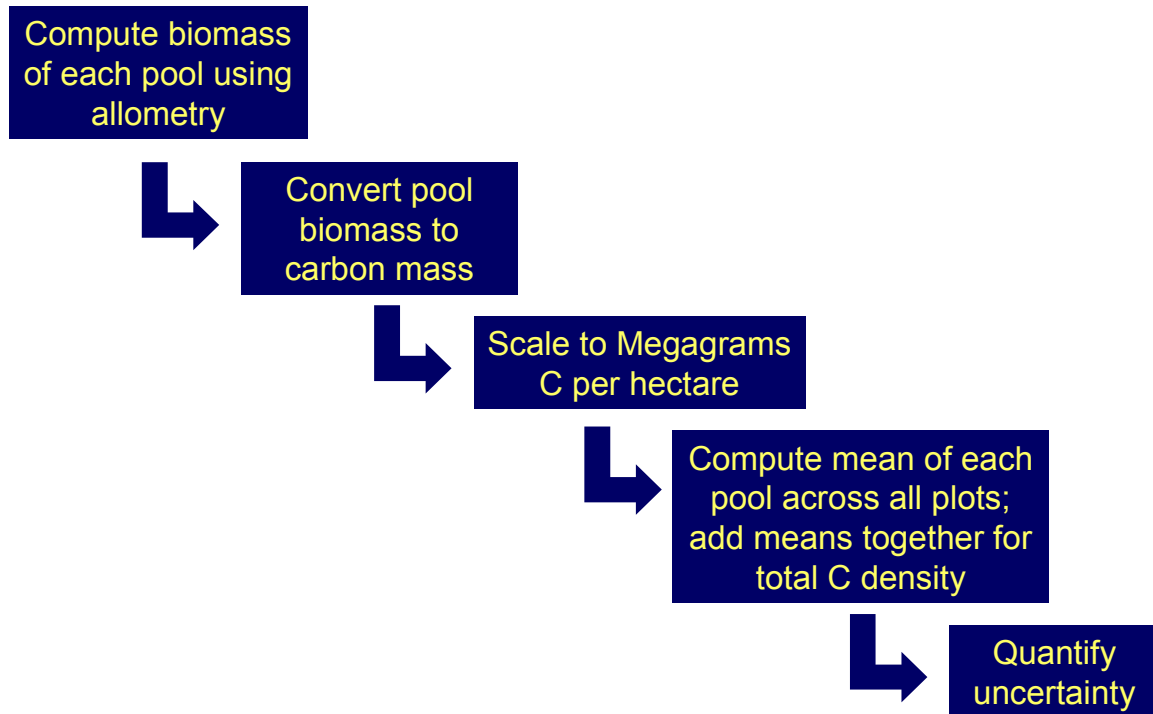 Compute biomass
of each pool using
allometry
Convert pool
biomass to
carbon mass
Scale to Megagrams
C per hectare
Compute mean of each
pool across all plots;
add means together for
total C density
Quantify
uncertainty